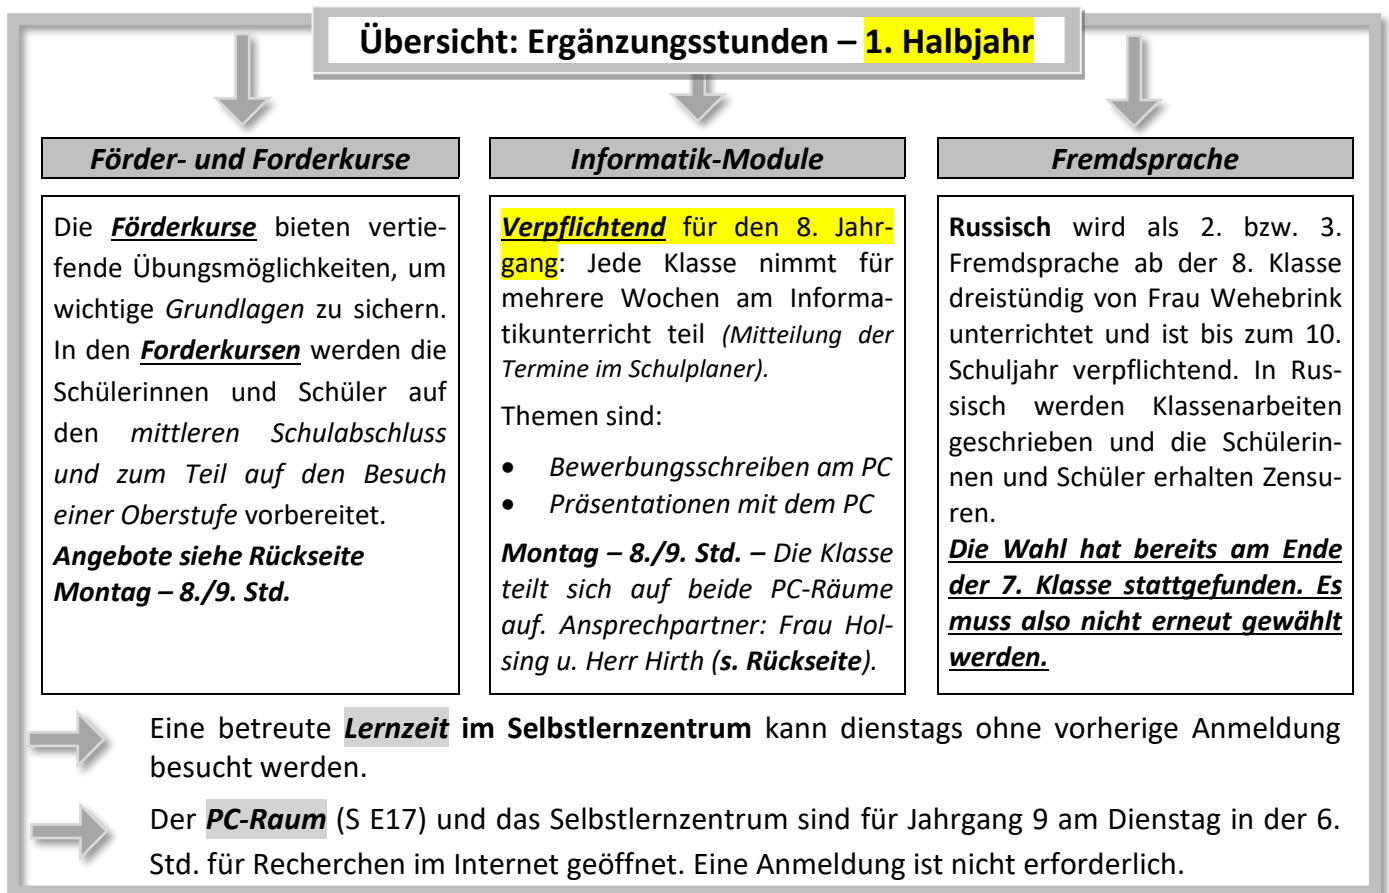 Übersicht: Ergänzungsstunden – 1. Halbjahr
Förder- und Forderkurse
Die Förderkurse bieten vertie-
fende Übungsmöglichkeiten, um
wichtige Grundlagen zu sichern.
In den Forderkursen werden die
Schülerinnen und Schüler auf
den mittleren Schulabschluss
und zum Teil auf den Besuch
einer Oberstufe vorbereitet.
Angebote siehe Rückseite
Montag – 8./9. Std.
Informatik-Module
Verpflichtend für den 8. Jahr-
gang: Jede Klasse nimmt für
mehrere Wochen am Informa-
tikunterricht teil (Mitteilung der
Termine im Schulplaner).
Themen sind:
• Bewerbungsschreiben am PC
• Präsentationen mit dem PC
Montag – 8./9. Std. – Die Klasse
teilt sich auf beide PC-Räume
auf. Ansprechpartner: Frau Hol-
sing u. Herr Hirth (s. Rückseite).
Fremdsprache
Russisch wird als 2. bzw. 3.
Fremdsprache ab der 8. Klasse
dreistündig von Frau Wehebrink
unterrichtet und ist bis zum 10.
Schuljahr verpflichtend. In Rus-
sisch werden Klassenarbeiten
geschrieben und die Schülerin-
nen und Schüler erhalten Zensu-
ren.
Die Wahl hat bereits am Ende
der 7. Klasse stattgefunden. Es
muss also nicht erneut gewählt
werden.
Eine betreute Lernzeit im Selbstlernzentrum kann dienstags ohne vorherige Anmeldung
besucht werden.
Der PC-Raum (S E17) und das Selbstlernzentrum sind für Jahrgang 9 am Dienstag in der 6.
Std. für Recherchen im Internet geöffnet. Eine Anmeldung ist nicht erforderlich.